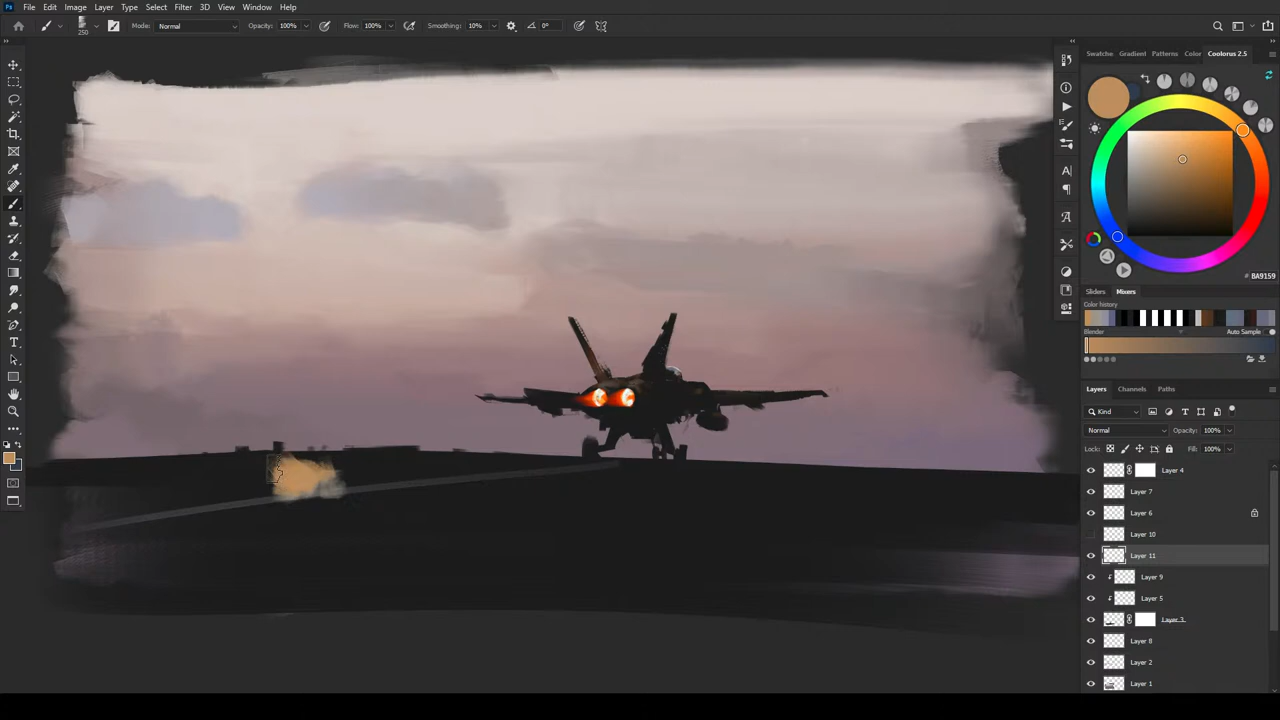 Ps File Edit Image Layer Type Select Filter 3D View Window Help
250 Mode: Normal Opacity: 100% Flow: 100% Smoothing: 10% 0°
Swatche Gradient Patterns Color Coolorus 2.5
# BA9159
Sliders Mixers
Color history
Blender Auto Sample
Layers Channels Paths
Kind
Normal Opacity: 100%
Lock: Fill: 100%
Layer 4
Layer 7
Layer 6
Layer 10
Layer 11
Layer 9
Layer 5
Layer 3
Layer 8
Layer 2
Layer 1